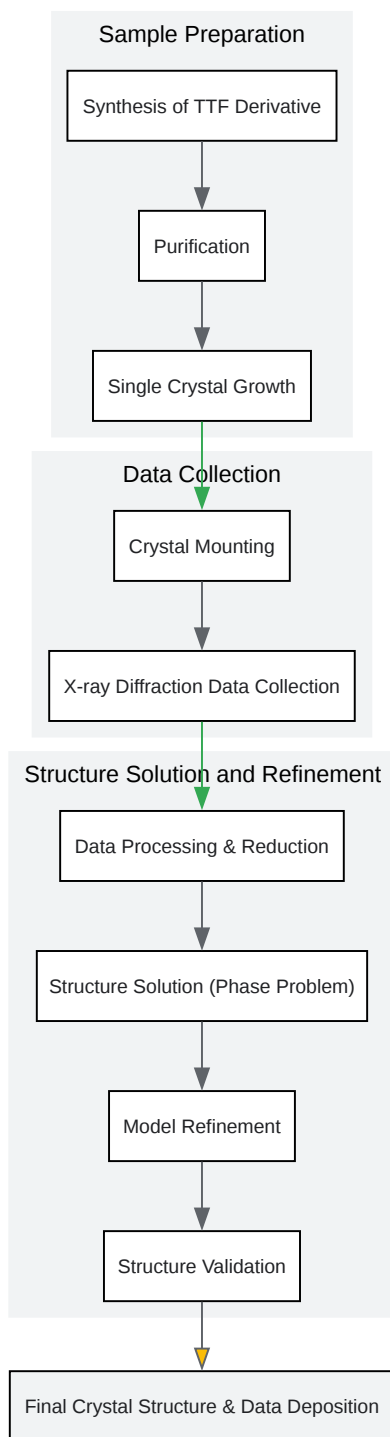 Sample Preparation
Synthesis of TTF Derivative
Purification
Single Crystal Growth
Data Collection
Crystal Mounting
X-ray Diffraction Data Collection
Structure Solution and Refinement
Data Processing & Reduction
Structure Solution (Phase Problem)
Model Refinement
Structure Validation
Final Crystal Structure & Data Deposition